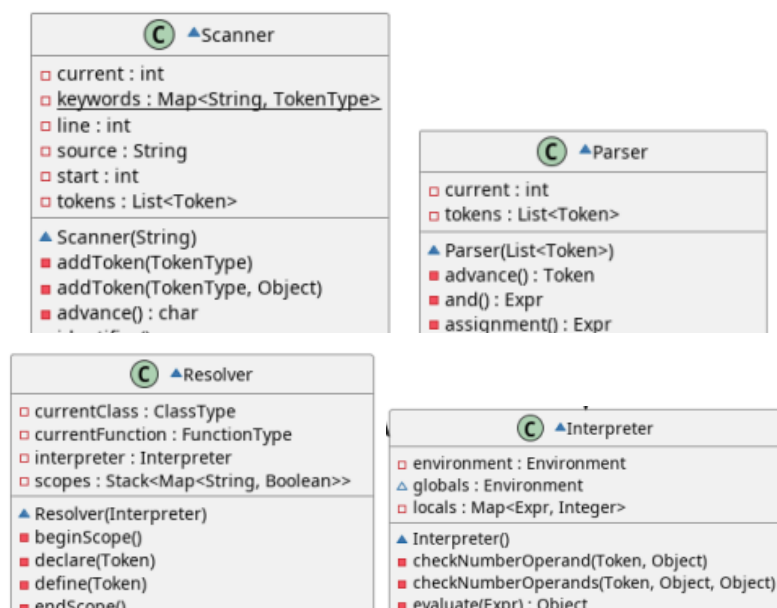 C Scanner
current : int
keywords : Map<String, TokenType>
line : int
source : String
start : int
tokens : List<Token>
Scanner(String)
addToken(TokenType)
addToken(TokenType, Object)
advance() : char
C Parser
current : int
tokens : List<Token>
Parser(List<Token>)
advance() : Token
and() : Expr
assignment() : Expr
C Resolver
currentClass : ClassType
currentFunction : FunctionType
interpreter : Interpreter
scopes : Stack<Map<String, Boolean>>
Resolver(Interpreter)
beginScope()
declare(Token)
define(Token)
endScope()
C Interpreter
environment : Environment
globals : Environment
locals : Map<Expr, Integer>
Interpreter()
checkNumberOperand(Token, Object)
checkNumberOperands(Token, Object, Object)
evaluate(Expr) : Object